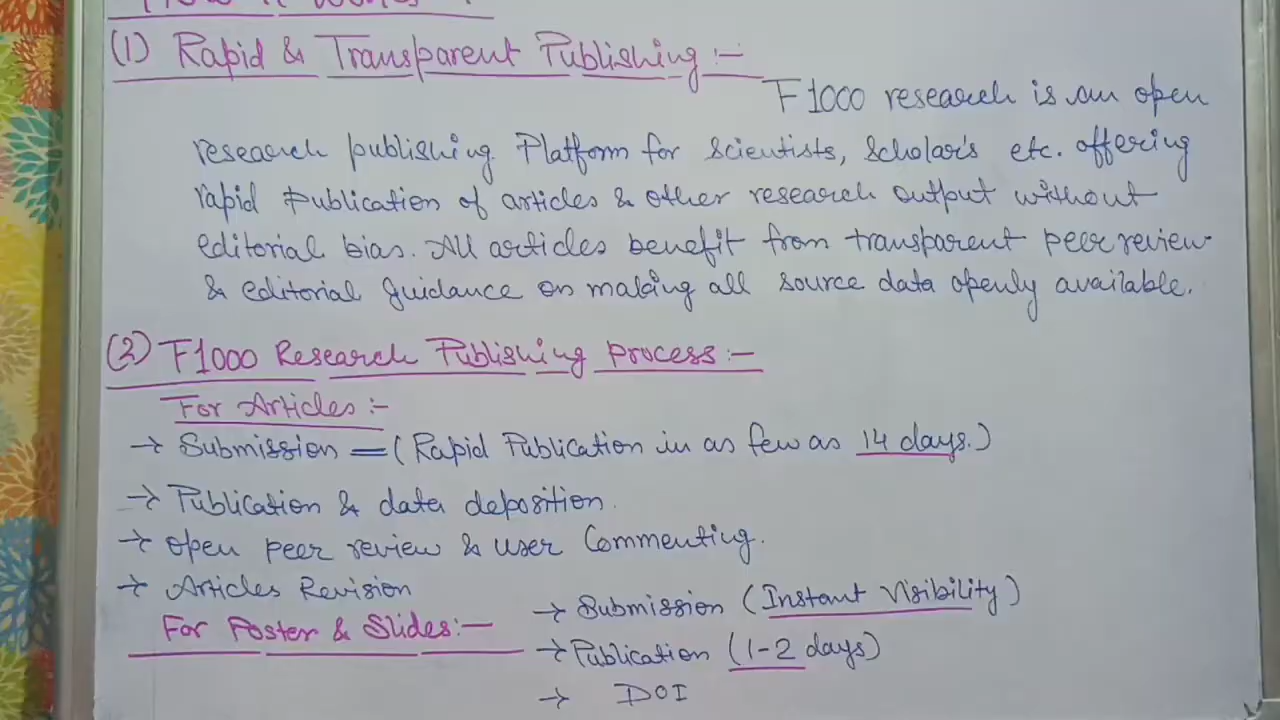 How it Works :
(1) Rapid & Transparent Publishing :-
F1000 research is an open
research publishing Platform for Scientists, Scholar's etc. offering
rapid Publication of articles & other research output without
editorial bias. All articles benefit from transparent peer review
& editorial guidance on making all source data openly available.
(2) F1000 Research Publishing Process :-
For Articles :-
→ Submission = (Rapid Publication in as few as 14 days.)
→ Publication & data deposition.
→ open peer review & user Commenting.
→ Articles Revision
For Poster & Slides :-
→ Submission (Instant Visibility)
→ Publication (1-2 days)
→ DOI